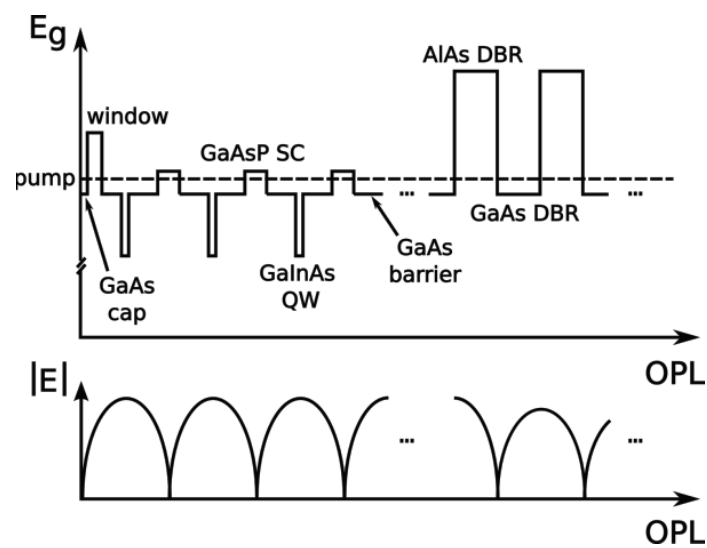 Eg
AlAs DBR
window
GaAsP SC
pump
...
...
GaAs DBR
GaAs
cap
GaInAs
QW
GaAs
barrier
OPL
|E|
...
...
OPL